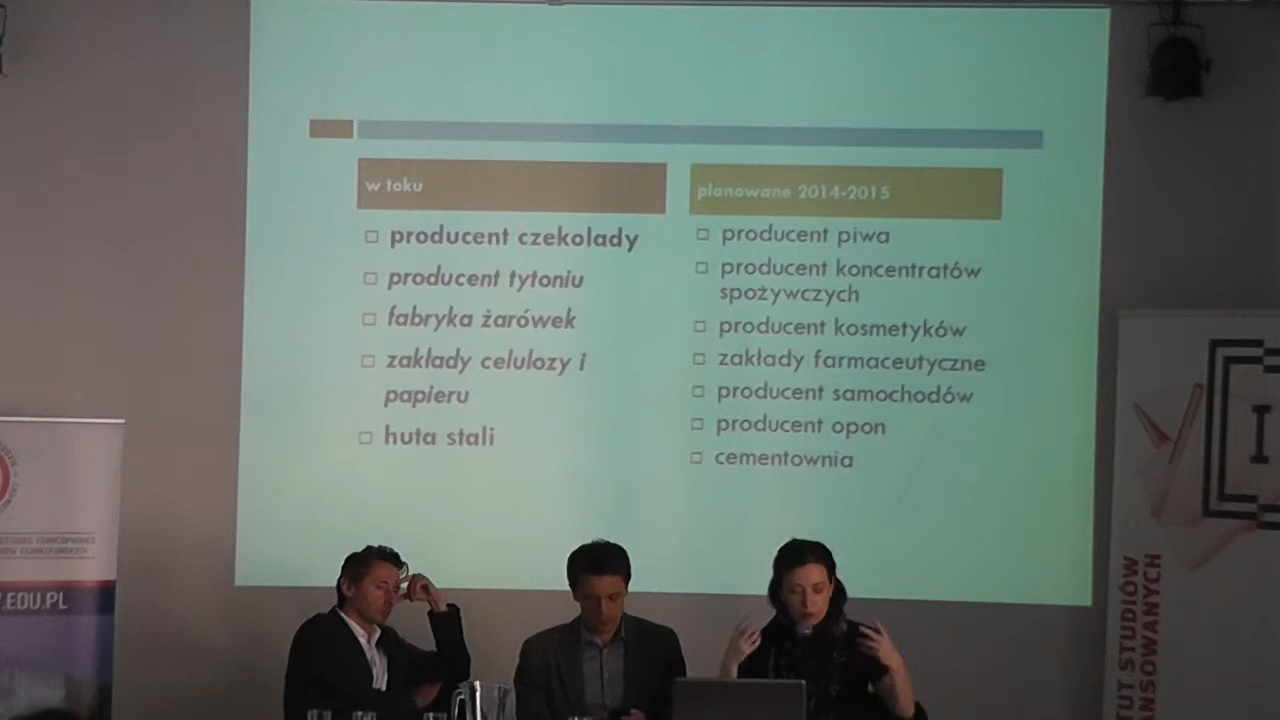 w toku
producent czekolady
producent tytoniu
fabryka żarówek
zakłady celulozy i
papieru
huta stali
planowane 2014-2015
producent piwa
producent koncentratów
spożywczych
producent kosmetyków
zakłady farmaceutyczne
producent samochodów
producent opon
cementownia
.EDU.PL
TUT STUDIÓW
NSOWANYCH